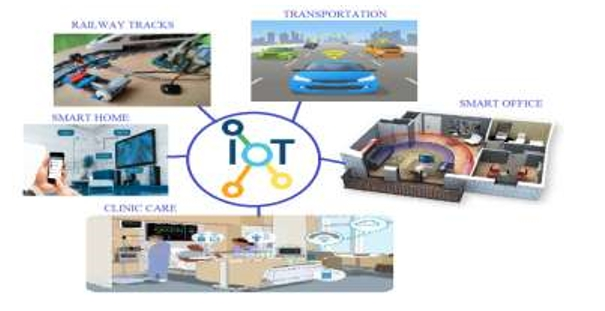 TRANSPORTATION
RAILWAY TRACKS
SMART OFFICE
SMART HOME
IOT
CLINIC CARE